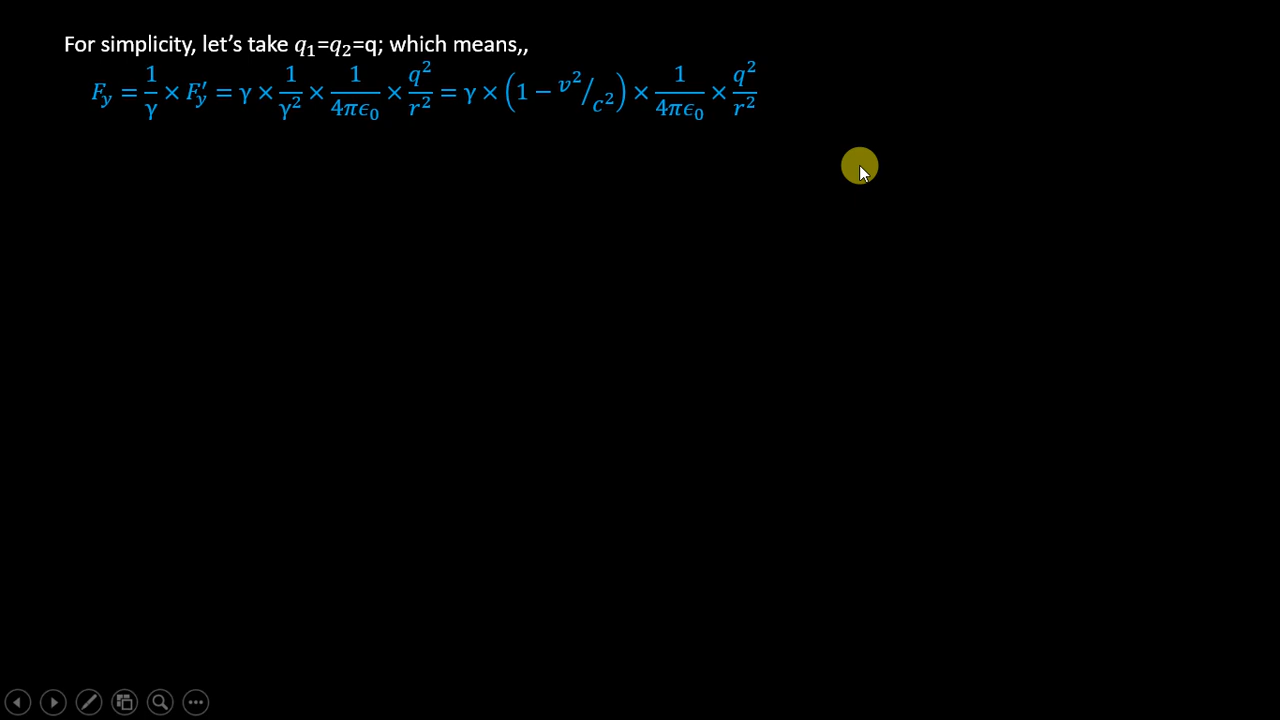 For simplicity, let's take q₁=q₂=q; which means,,
F_y = 1/γ × F′_y = γ × 1/γ² × 1/(4πϵ₀) × q²/r² = γ × (1 − v²/c²) × 1/(4πϵ₀) × q²/r²